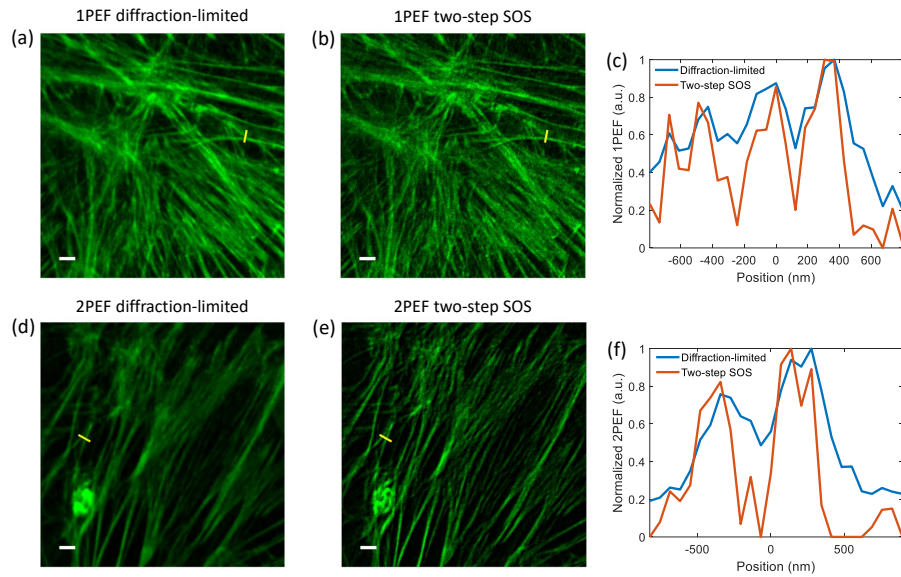 1PEF diffraction-limited
1PEF two-step SOS
(a)
(b)
(c)
Diffraction-limited
Two-step SOS
Normalized 1PEF (a.u.)
1
0.8
0.6
0.4
0.2
0
-600 -400 -200 0 200 400 600
Position (nm)
2PEF diffraction-limited
2PEF two-step SOS
(d)
(e)
(f)
Diffraction-limited
Two-step SOS
Normalized 2PEF (a.u.)
1
0.8
0.6
0.4
0.2
0
-500 0 500
Position (nm)